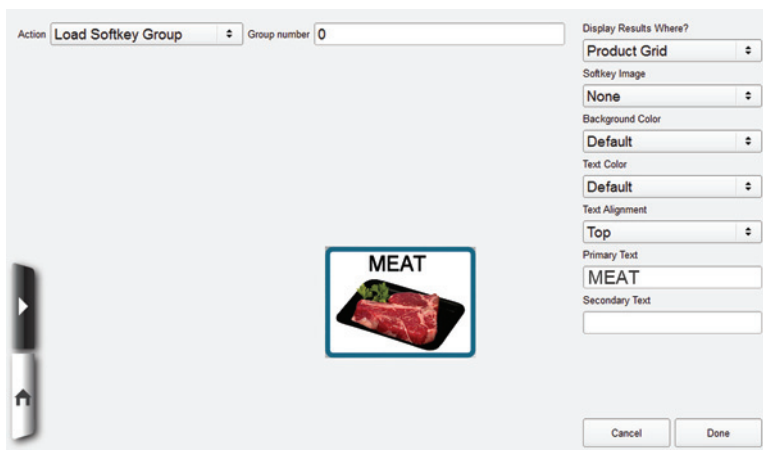 Action Load Softkey Group Group number 0
Display Results Where?
Product Grid
Softkey Image
None
Background Color
Default
Text Color
Default
Text Alignment
Top
Primary Text
MEAT
Secondary Text
MEAT
Cancel Done